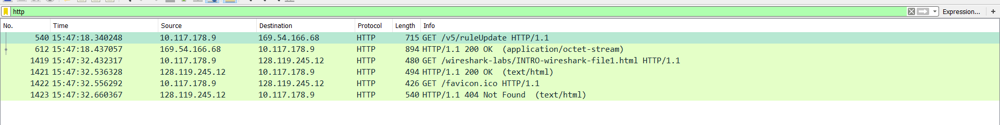 http Expression... +
No. Time Source Destination Protocol Length Info
540 15:47:18.340248 10.117.178.9 169.54.166.68 HTTP 715 GET /v5/ruleUpdate HTTP/1.1
612 15:47:18.437057 169.54.166.68 10.117.178.9 HTTP 894 HTTP/1.1 200 OK (application/octet-stream)
1419 15:47:32.432317 10.117.178.9 128.119.245.12 HTTP 480 GET /wireshark-labs/INTRO-wireshark-file1.html HTTP/1.1
1421 15:47:32.536328 128.119.245.12 10.117.178.9 HTTP 494 HTTP/1.1 200 OK (text/html)
1422 15:47:32.556292 10.117.178.9 128.119.245.12 HTTP 426 GET /favicon.ico HTTP/1.1
1423 15:47:32.660367 128.119.245.12 10.117.178.9 HTTP 540 HTTP/1.1 404 Not Found (text/html)